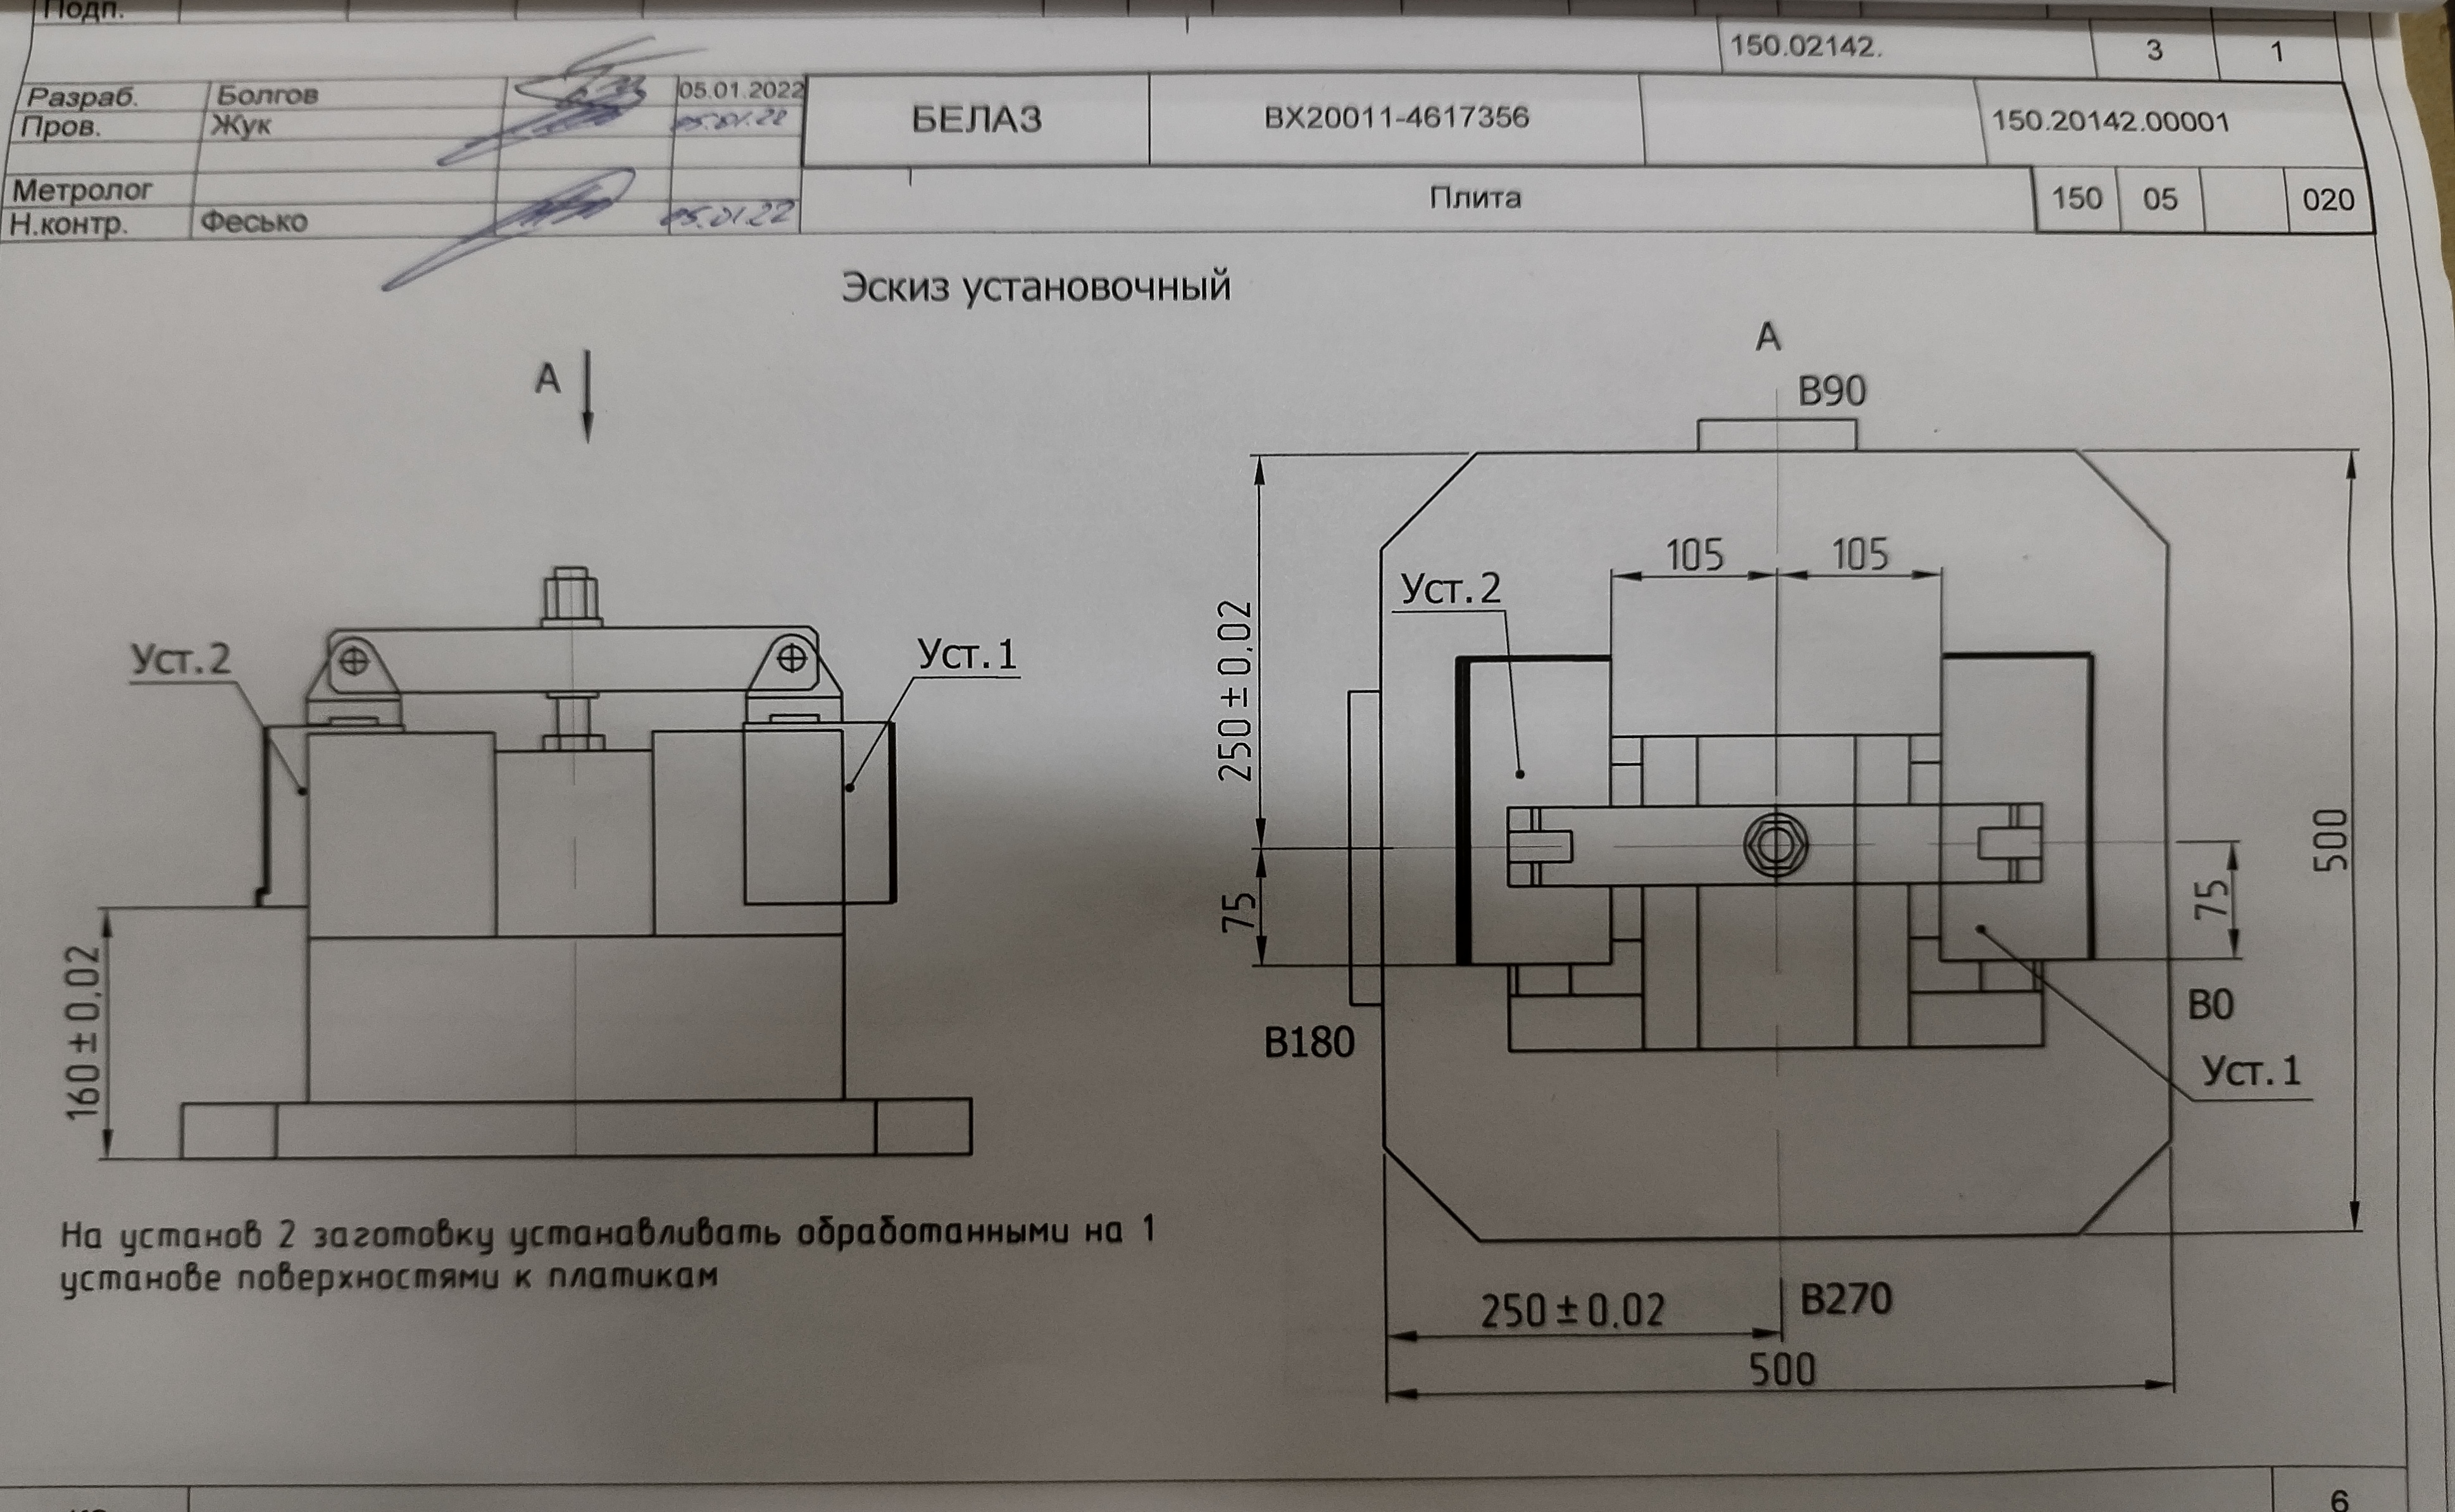 Подп.
150.02142. 3 1
Разраб. Болгов 05.01.2022
Пров. Жук 05.01.22
БЕЛАЗ ВХ20011-4617356 150.20142.00001
Метролог
Н.контр. Фесько 05.01.22
Плита 150 05 020
Эскиз установочный
А
Уст.2
Уст.1
160±0,02
На установ 2 заготовку устанавливать обработанными на 1
установе поверхностями к платикам
А
В90
105 105
Уст.2
250±0,02
500
75
75
В0
В180
Уст.1
250±0,02
В270
500
6